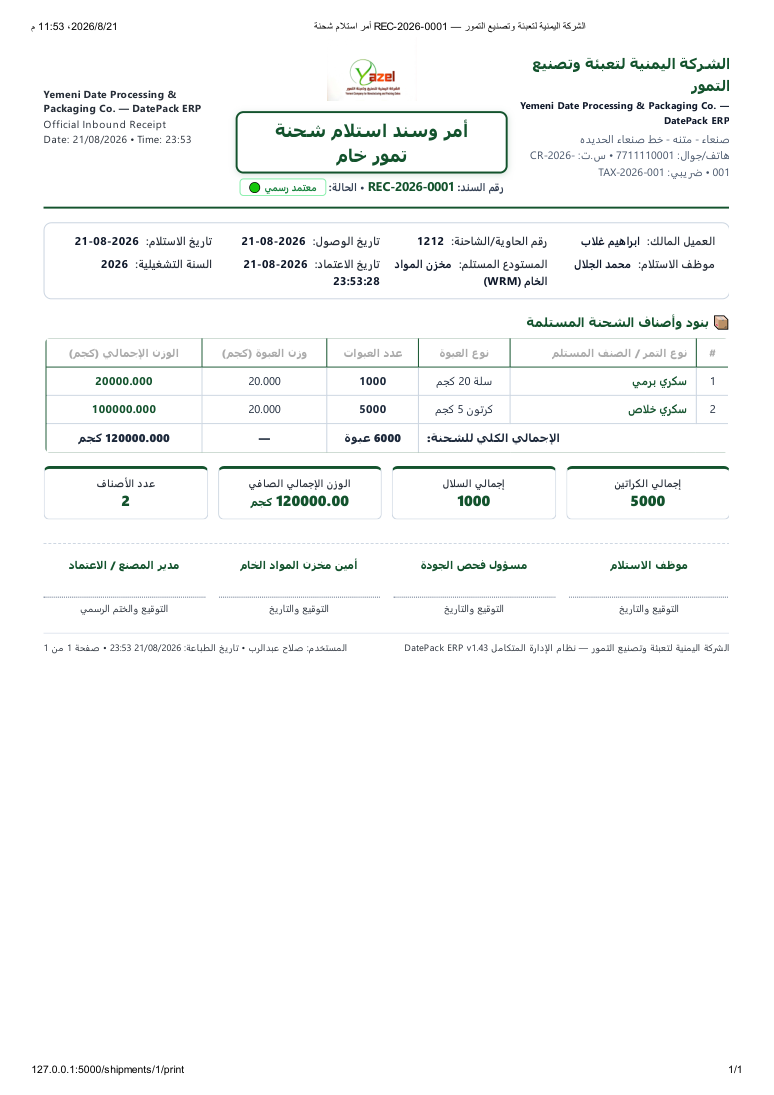 2026/8/21، 11:53 م
الشركة اليمنية لتعبئة وتصنيع التمور — REC-2026-0001 أمر استلام شحنة
الشركة اليمنية لتعبئة وتصنيع
التمور
Yemeni Date Processing & Packaging Co. —
DatePack ERP
صنعاء - متنه - خط صنعاء الحديده
هاتف/جوال: 7711110001 • س.ت: CR-2026-
001 • ضريبي: TAX-2026-001
Yazel
أمر وسند استلام شحنة
تمور خام
رقم السند: REC-2026-0001 • الحالة: معتمد رسمي
Yemeni Date Processing &
Packaging Co. — DatePack ERP
Official Inbound Receipt
Date: 21/08/2026 • Time: 23:53
العميل المالك: ابراهيم غلاب
رقم الحاوية/الشاحنة: 1212
تاريخ الوصول: 2026-08-21
تاريخ الاستلام: 2026-08-21
موظف الاستلام: محمد الجلال
المستودع المستلم: مخزن المواد
الخام (WRM)
تاريخ الاعتماد: 2026-08-21
23:53:28
السنة التشغيلية: 2026
بنود وأصناف الشحنة المستلمة
# نوع التمر / الصنف المستلم نوع العبوة عدد العبوات وزن العبوة (كجم) الوزن الإجمالي (كجم)
1 سكري برمي سلة 20 كجم 1000 20.000 20000.000
2 سكري خلاص كرتون 5 كجم 5000 20.000 100000.000
الإجمالي الكلي للشحنة: 6000 عبوة — 120000.000 كجم
إجمالي الكراتين
5000
إجمالي السلال
1000
الوزن الإجمالي الصافي
120000.00 كجم
عدد الأصناف
2
موظف الاستلام
التوقيع والتاريخ
مسؤول فحص الجودة
التوقيع والتاريخ
أمين مخزن المواد الخام
التوقيع والتاريخ
مدير المصنع / الاعتماد
التوقيع والختم الرسمي
الشركة اليمنية لتعبئة وتصنيع التمور — نظام الإدارة المتكامل DatePack ERP v1.43
المستخدم: صلاح عبدالرب • تاريخ الطباعة: 21/08/2026 23:53 • صفحة 1 من 1
127.0.0.1:5000/shipments/1/print
1/1